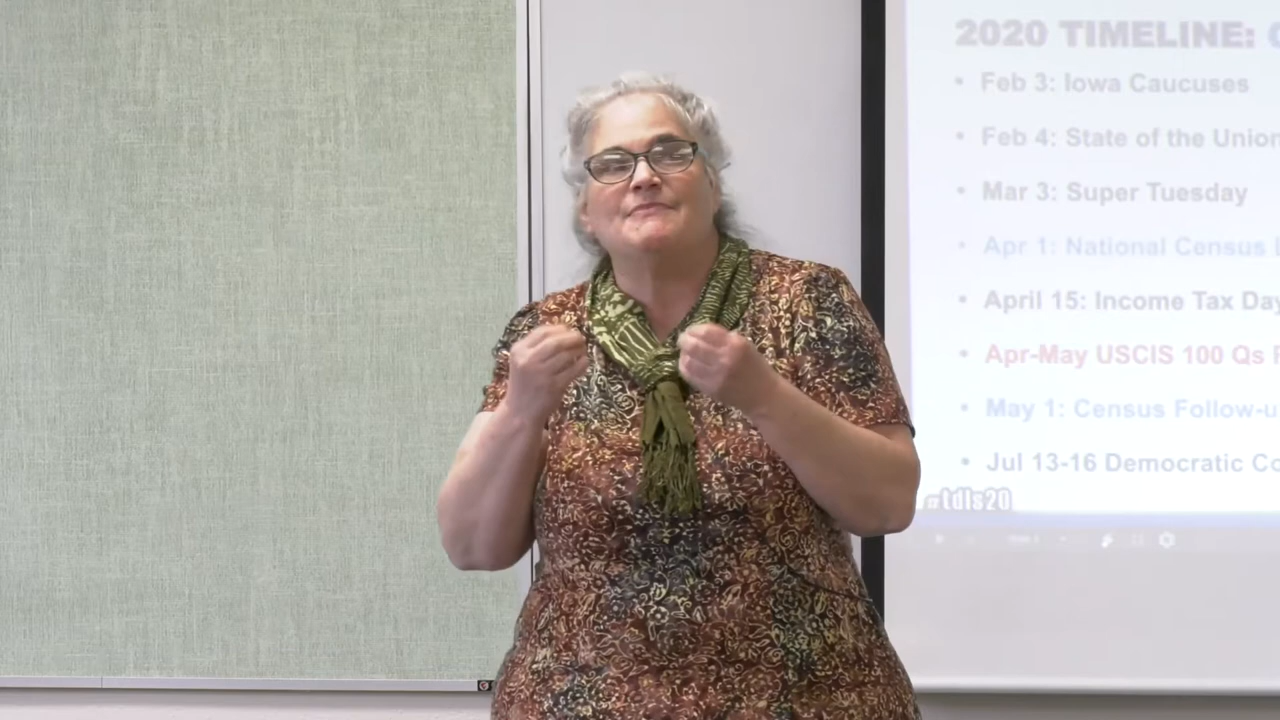 2020 TIMELINE:
• Feb 3: Iowa Caucuses
• Feb 4: State of the Union
• Mar 3: Super Tuesday
• Apr 1: National Census
• April 15: Income Tax Day
• Apr-May USCIS 100 Qs
• May 1: Census Follow-u
• Jul 13-16 Democratic Co
#tdls20